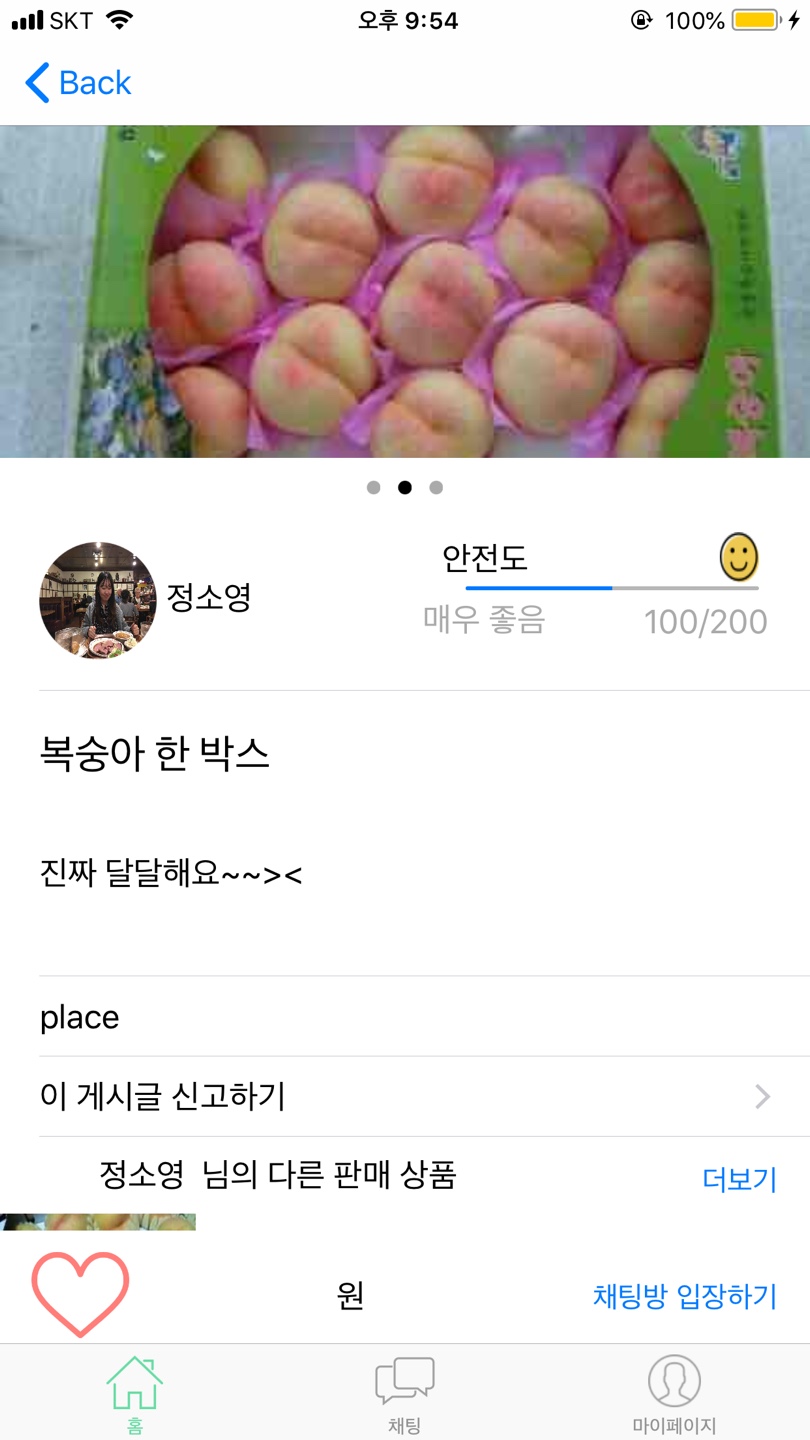 SKT 오후 9:54 100%
Back
정소영
안전도
매우 좋음 100/200
복숭아 한 박스
진짜 달달해요~~><
place
이 게시글 신고하기
정소영 님의 다른 판매 상품 더보기
원 채팅방 입장하기
홈 채팅 마이페이지